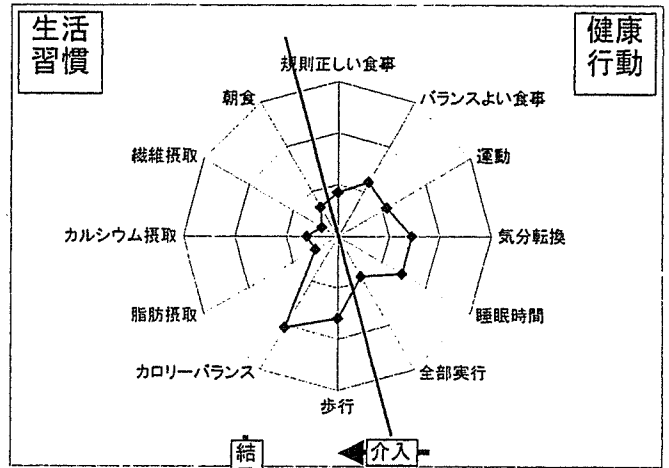 生活
習慣
健康
行動
規則正しい食事
バランスよい食事
運動
気分転換
睡眠時間
全部実行
歩行
カロリーバランス
脂肪摂取
カルシウム摂取
繊維摂取
朝食
結
介入